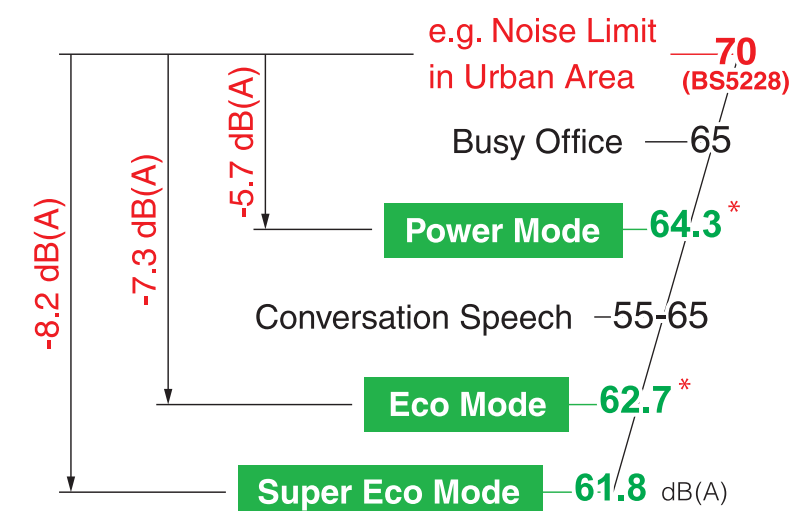 e.g. Noise Limit
in Urban Area
70
(BS5228)
Busy Office
65
-5.7 dB(A)
Power Mode
64.3*
-7.3 dB(A)
Conversation Speech
55-65
-8.2 dB(A)
Eco Mode
62.7*
Super Eco Mode
61.8 dB(A)